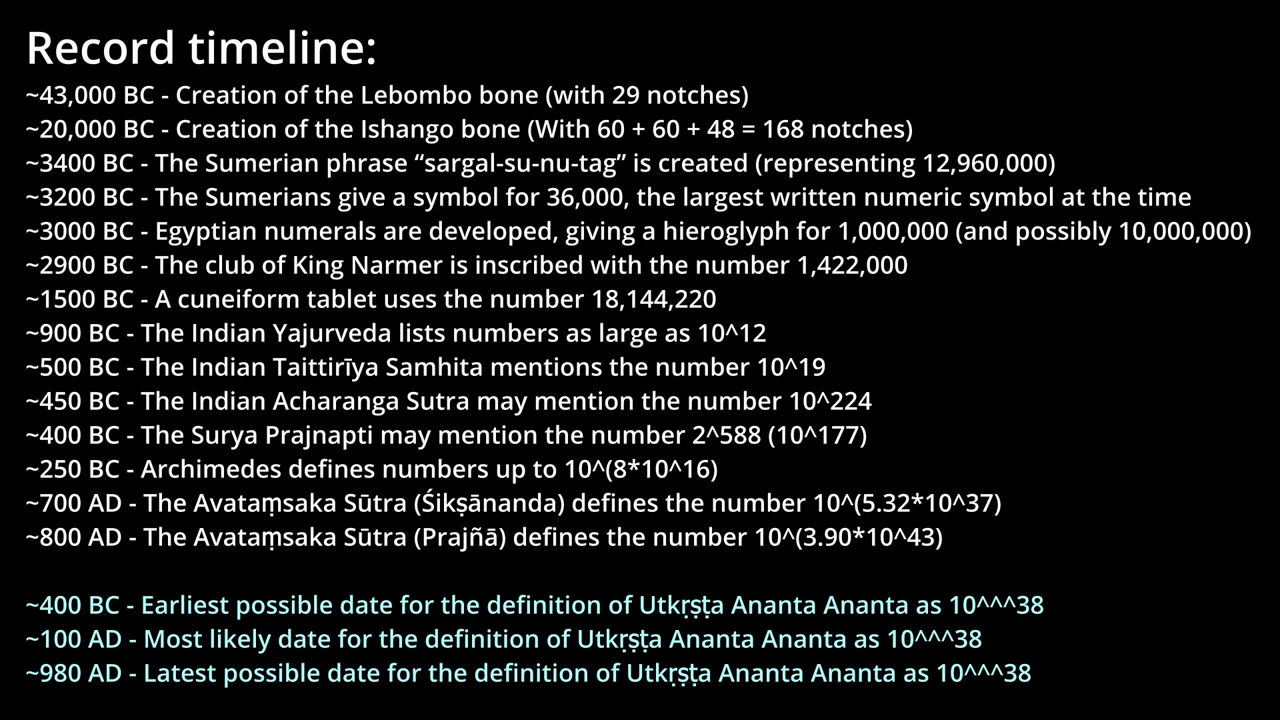 Record timeline:
~43,000 BC - Creation of the Lebombo bone (with 29 notches)
~20,000 BC - Creation of the Ishango bone (With 60 + 60 + 48 = 168 notches)
~3400 BC - The Sumerian phrase “sargal-su-nu-tag” is created (representing 12,960,000)
~3200 BC - The Sumerians give a symbol for 36,000, the largest written numeric symbol at the time
~3000 BC - Egyptian numerals are developed, giving a hieroglyph for 1,000,000 (and possibly 10,000,000)
~2900 BC - The club of King Narmer is inscribed with the number 1,422,000
~1500 BC - A cuneiform tablet uses the number 18,144,220
~900 BC - The Indian Yajurveda lists numbers as large as 10^12
~500 BC - The Indian Taittirīya Samhita mentions the number 10^19
~450 BC - The Indian Acharanga Sutra may mention the number 10^224
~400 BC - The Surya Prajnapti may mention the number 2^588 (10^177)
~250 BC - Archimedes defines numbers up to 10^(8*10^16)
~700 AD - The Avataṃsaka Sūtra (Śikṣānanda) defines the number 10^(5.32*10^37)
~800 AD - The Avataṃsaka Sūtra (Prajñā) defines the number 10^(3.90*10^43)
~400 BC - Earliest possible date for the definition of Utkṛṣṭa Ananta Ananta as 10^^^38
~100 AD - Most likely date for the definition of Utkṛṣṭa Ananta Ananta as 10^^^38
~980 AD - Latest possible date for the definition of Utkṛṣṭa Ananta Ananta as 10^^^38